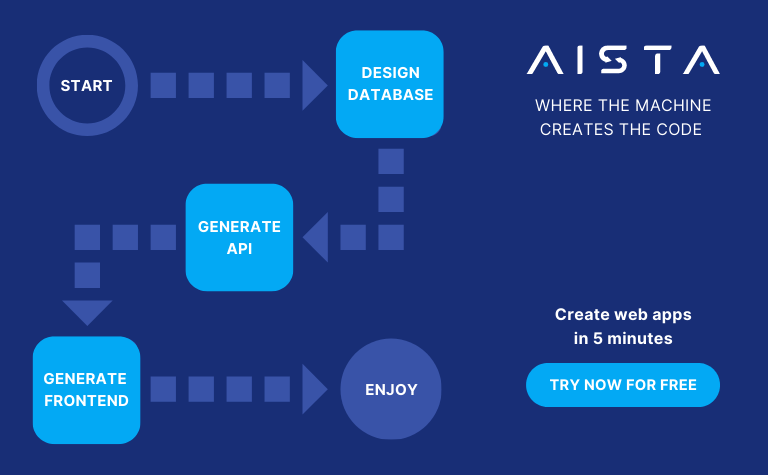 START
DESIGN
DATABASE
GENERATE
API
GENERATE
FRONTEND
ENJOY
AISTA
WHERE THE MACHINE
CREATES THE CODE
Create web apps
in 5 minutes
TRY NOW FOR FREE